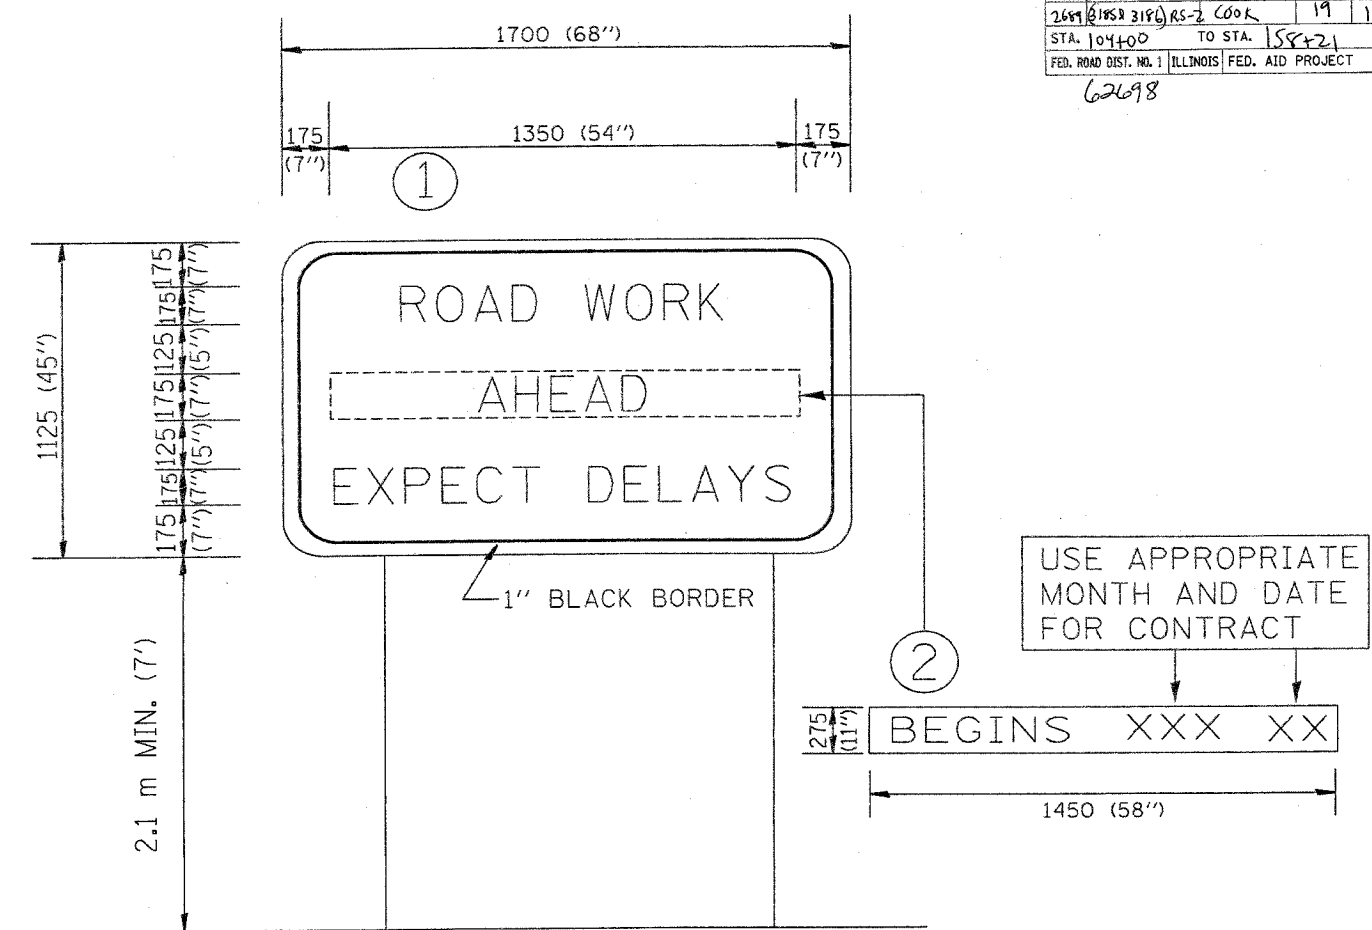 2689 (3185R 3186) RS-2 COOK 19
STA. 104+00 TO STA. 158+21
FED. ROAD DIST. NO. 1 ILLINOIS FED. AID PROJECT
62698
1700 (68")
175 1350 (54") 175
(7") (7")
1
ROAD WORK
AHEAD
EXPECT DELAYS
1125 (45")
175 (7")
175 (7")
125 (5")
175 (7")
125 (5")
175 (7")
175 (7")
1" BLACK BORDER
2.1 m MIN. (7')
USE APPROPRIATE
MONTH AND DATE
FOR CONTRACT
2
275 (11")
BEGINS XXX XX
1450 (58")